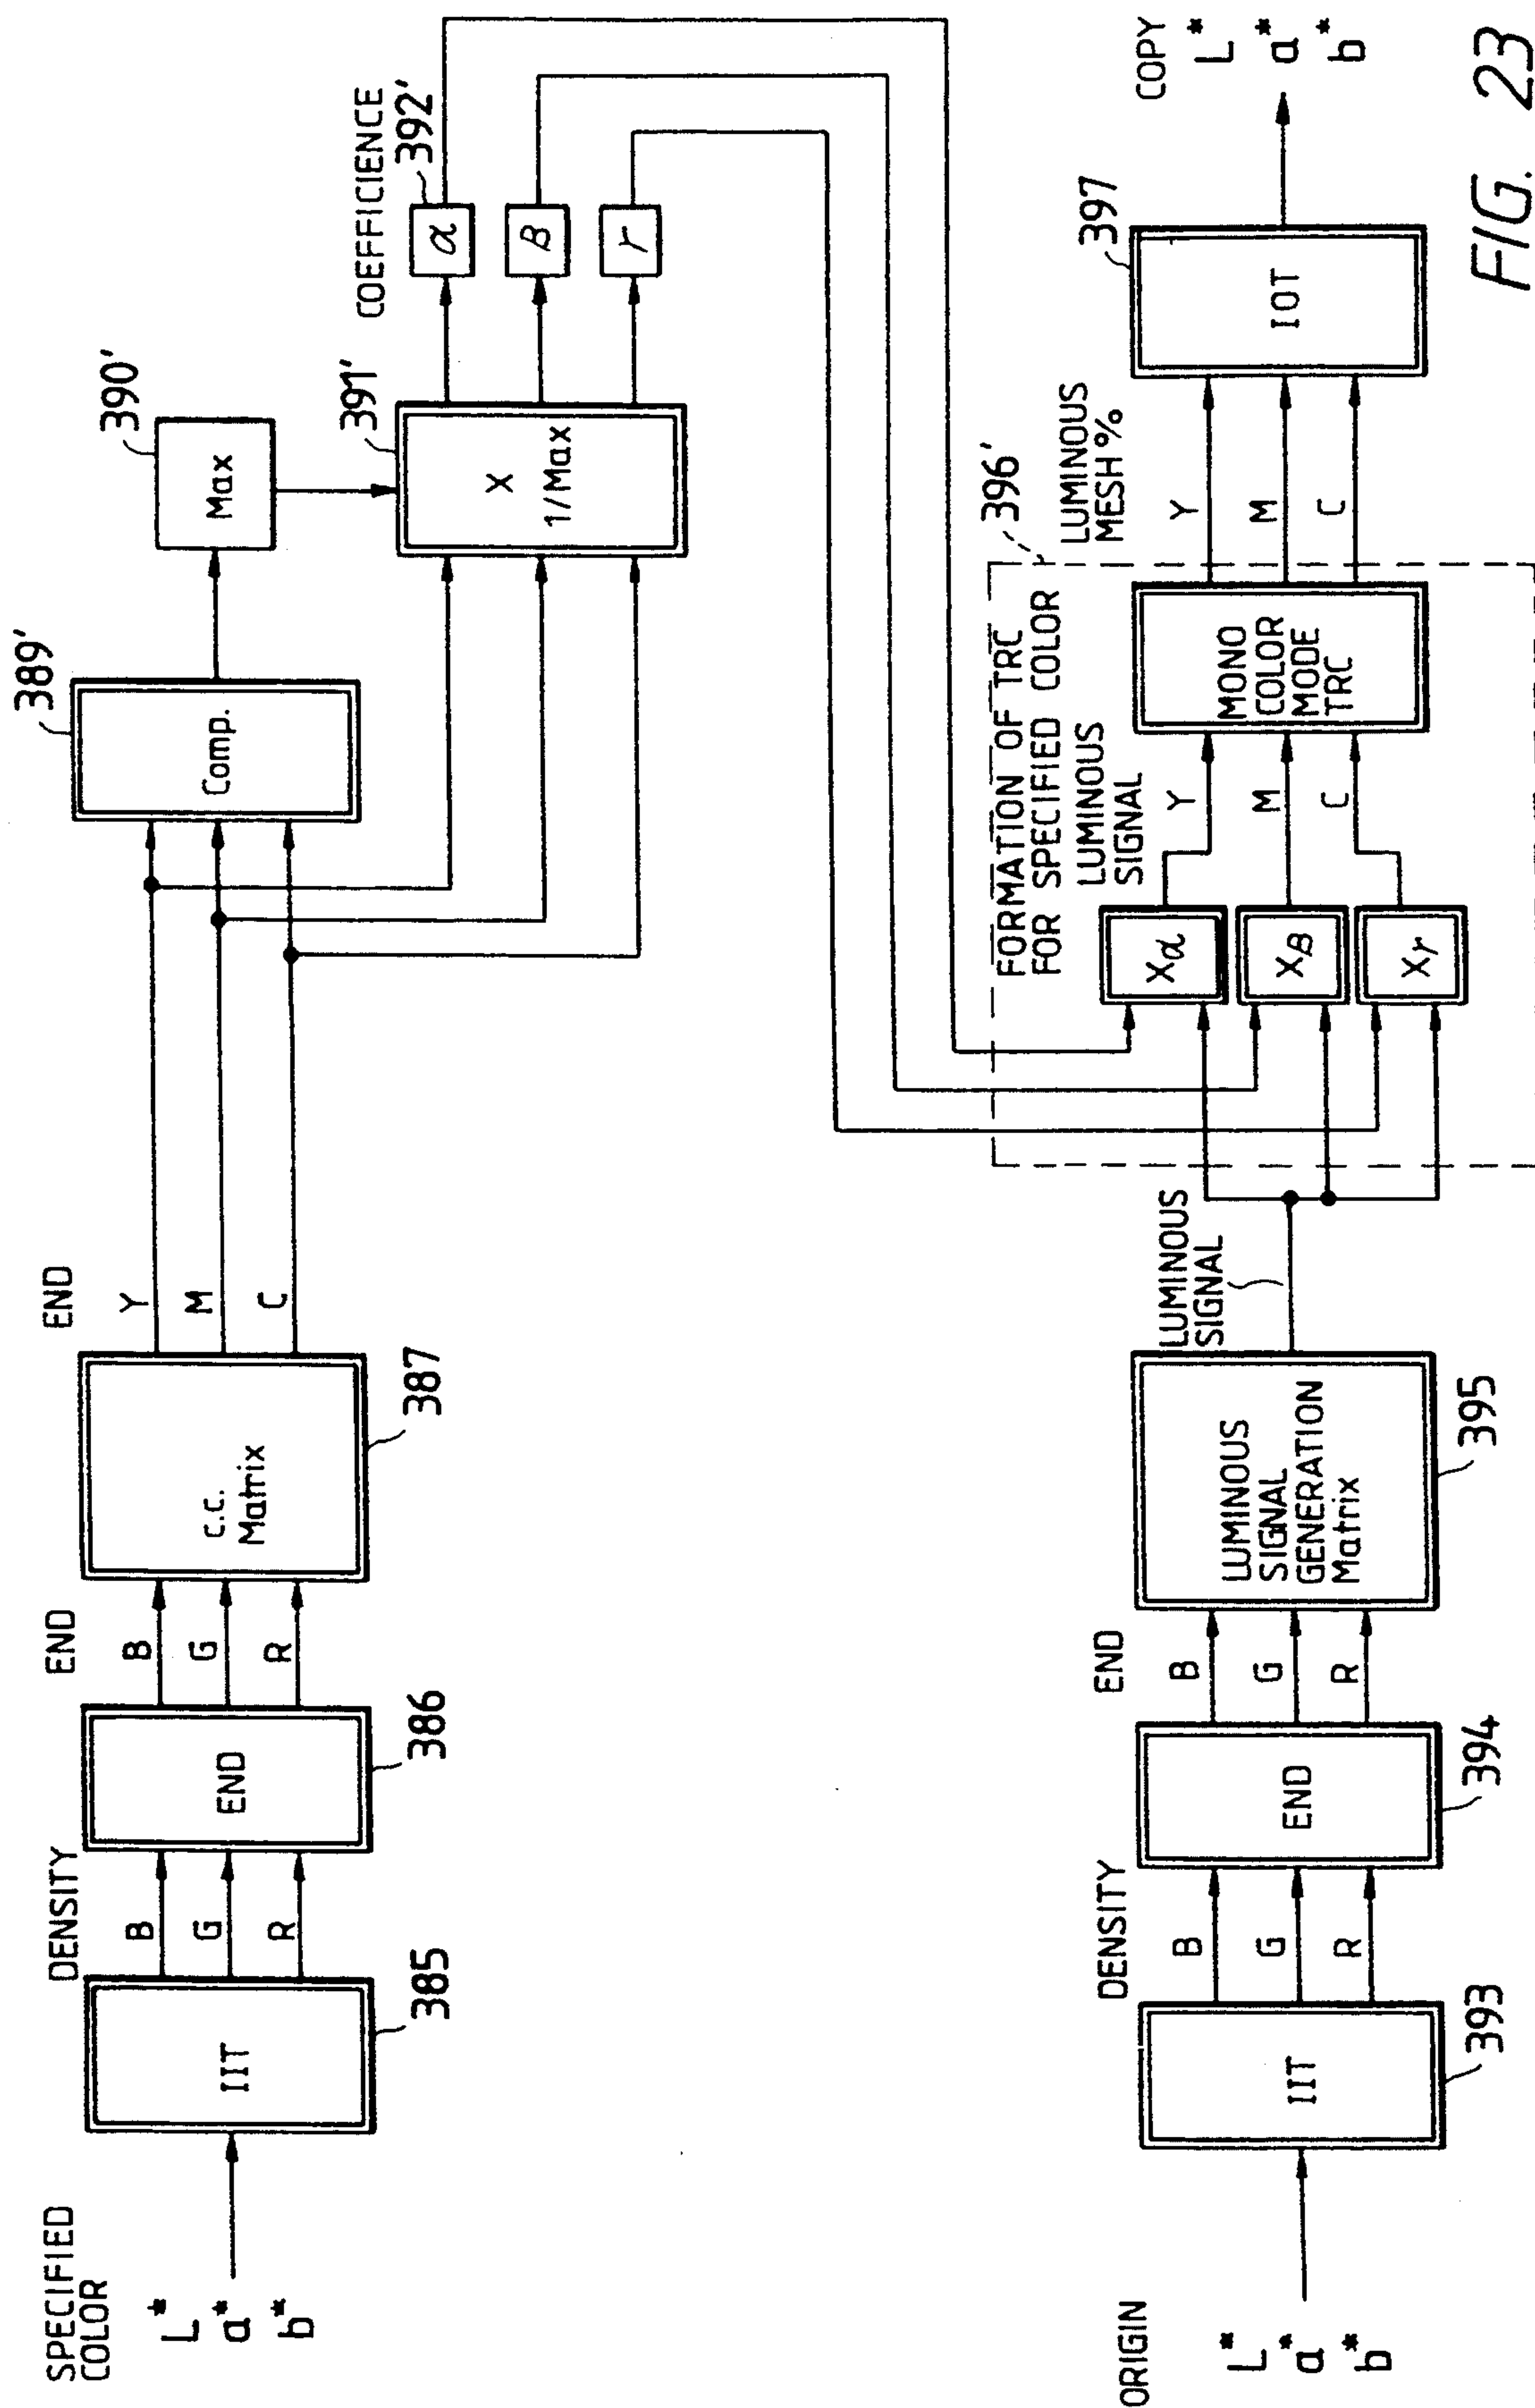 SPECIFIED
COLOR
L*
a*
b*
IIT
385
DENSITY
B
G
R
END
386
END
B
G
R
C.C.
Matrix
387
END
Y
M
C
Comp.
389'
Max
390'
X
1/Max
391'
COEFFICIENCE
392'
α
β
γ
ORIGIN
L*
a*
b*
IIT
393
DENSITY
B
G
R
END
394
END
B
G
R
LUMINOUS
SIGNAL
GENERATION
Matrix
395
LUMINOUS
SIGNAL
FORMATION OF TRC
FOR SPECIFIED COLOR
396'
Xα
Xβ
Xγ
LUMINOUS
SIGNAL
Y
M
C
MONO
COLOR
MODE
TRC
LUMINOUS
MESH%
Y
M
C
IOT
397
COPY
L*
a*
b*
FIG. 23